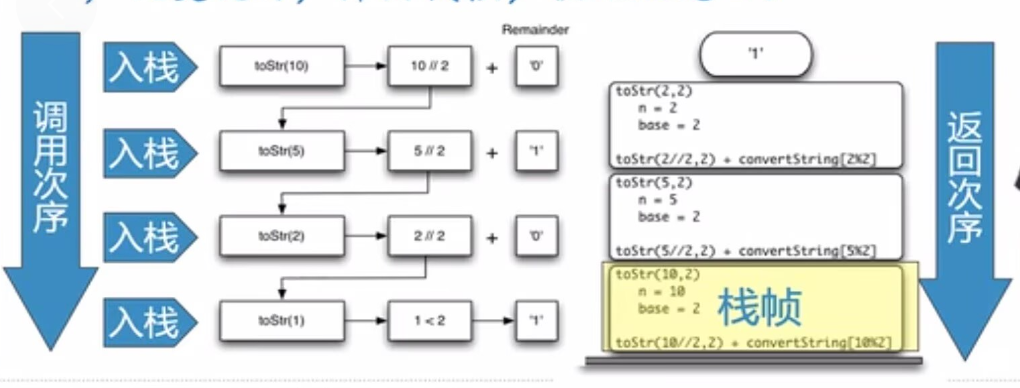 Remainder
调用次序
入栈
toStr(10)
10 // 2
+
'0'
入栈
toStr(5)
5 // 2
+
'1'
入栈
toStr(2)
2 // 2
+
'0'
入栈
toStr(1)
1 < 2
'1'
'1'
toStr(2,2)
n = 2
base = 2
toStr(2//2,2) + convertString[2%2]
toStr(5,2)
n = 5
base = 2
toStr(5//2,2) + convertString[5%2]
toStr(10,2)
n = 10
base = 2
栈帧
toStr(10//2,2) + convertString[10%2]
返回次序